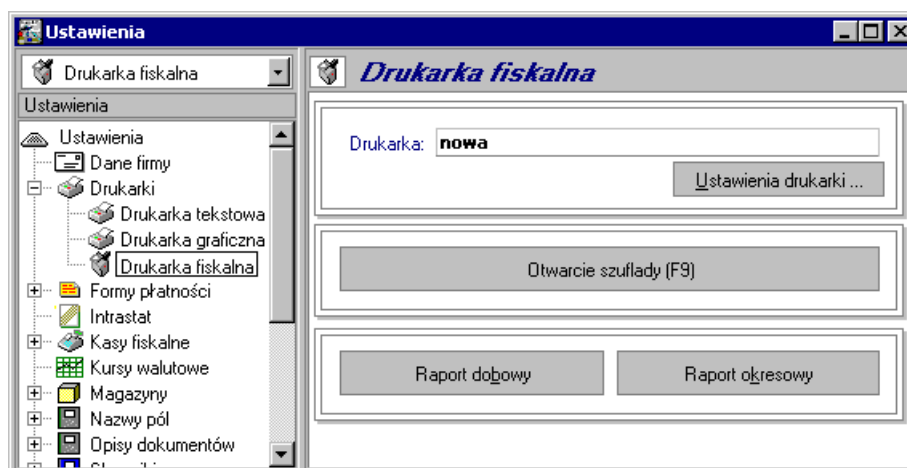 Ustawienia
Drukarka fiskalna
Ustawienia
Ustawienia
Dane firmy
Drukarki
Drukarka tekstowa
Drukarka graficzna
Drukarka fiskalna
Formy płatności
Intrastat
Kasy fiskalne
Kursy walutowe
Magazyny
Nazwy pól
Opisy dokumentów
Drukarka fiskalna
Drukarka: nowa
Ustawienia drukarki ...
Otwarcie szuflady (F9)
Raport dobowy Raport okresowy